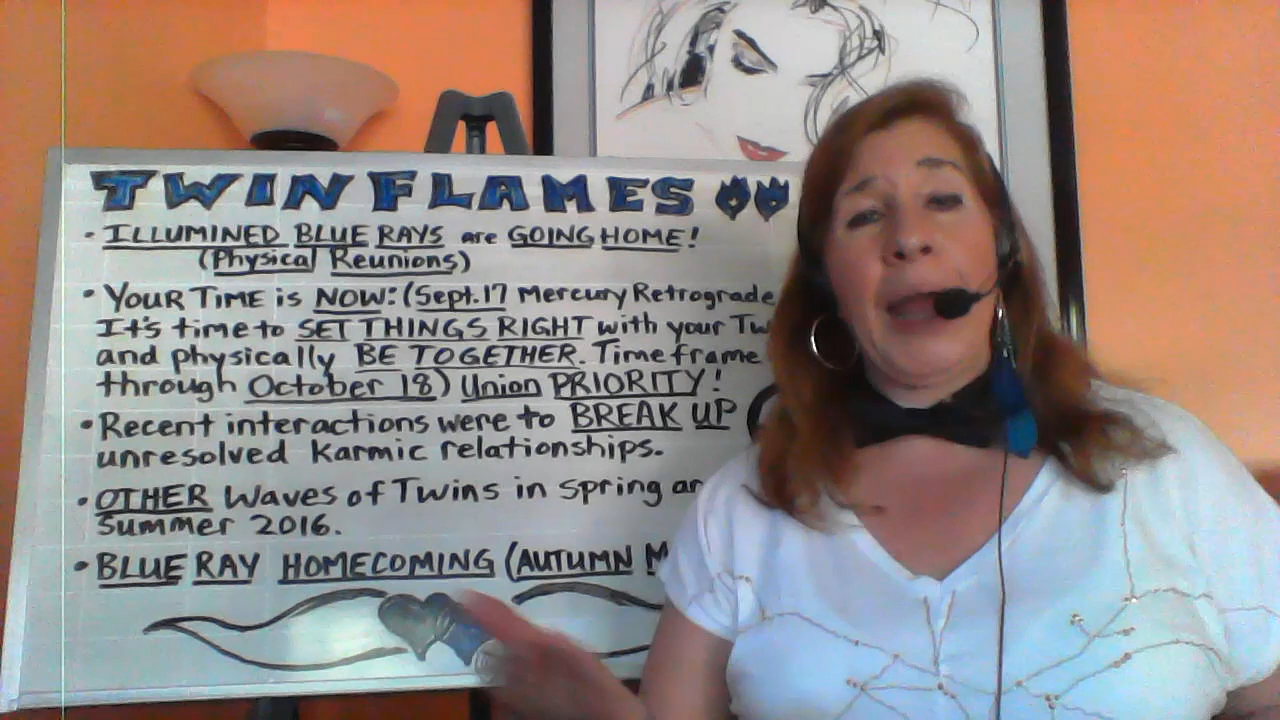 TWIN FLAMES
• ILLUMINED BLUE RAYS are GOING HOME!
(Physical Reunions)
• YOUR TIME is NOW: (Sept. 17 Mercury Retrograde
It's time to SET THINGS RIGHT with your Tw
and physically BE TOGETHER. Timeframe
through October 18) Union PRIORITY!
• Recent interactions were to BREAK UP
unresolved Karmic relationships.
• OTHER Waves of Twins in Spring an
Summer 2016.
• BLUE RAY HOMECOMING (AUTUMN M